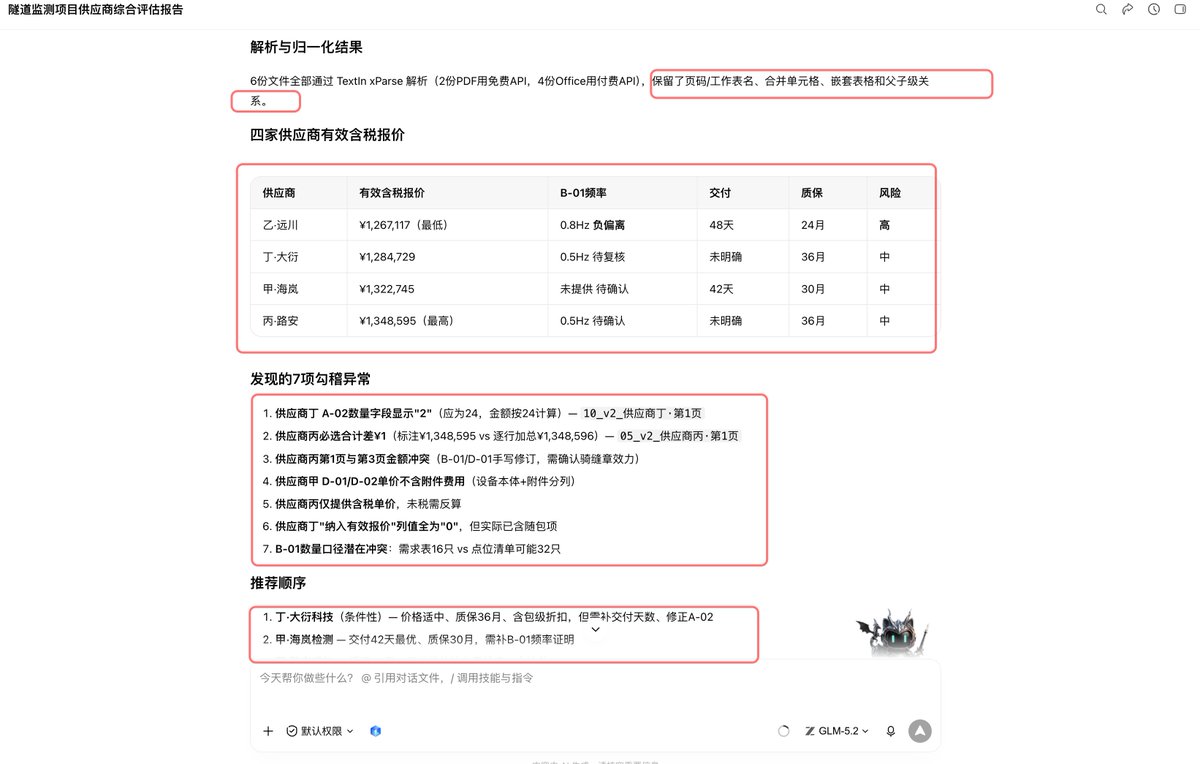 隧道监测项目供应商综合评估报告
解析与归一化结果
6份文件全部通过 TextIn xParse 解析（2份PDF用免费API，4份Office用付费API），保留了页码/工作表名、合并单元格、嵌套表格和父子级关
系。
四家供应商有效含税报价
供应商 有效含税报价 B-01频率 交付 质保 风险
乙·远川 ¥1,267,117（最低） 0.8Hz 负偏离 48天 24月 高
丁·大衍 ¥1,284,729 0.5Hz 待复核 未明确 36月 中
甲·海岚 ¥1,322,745 未提供 待确认 42天 30月 中
丙·路安 ¥1,348,595（最高） 0.5Hz 待确认 未明确 36月 中
发现的7项勾稽异常
1. 供应商丁 A-02数量字段显示"2"（应为24，金额按24计算）— 10_v2_供应商丁·第1页
2. 供应商丙必选合计差¥1（标注¥1,348,595 vs 逐行加总¥1,348,596）— 05_v2_供应商丙·第1页
3. 供应商丙第1页与第3页金额冲突（B-01/D-01手写修订，需确认骑缝章效力）
4. 供应商甲 D-01/D-02单价不含附件费用（设备本体+附件分列）
5. 供应商丙仅提供含税单价，未税需反算
6. 供应商丁"纳入有效报价"列值全为"0"，但实际已含随包项
7. B-01数量口径潜在冲突：需求表16只 vs 点位清单可能32只
推荐顺序
1. 丁·大衍科技（条件性）— 价格适中、质保36月、含包级折扣，但需补交付天数、修正A-02
2. 甲·海岚检测 — 交付42天最优、质保30月，需补B-01频率证明
今天帮你做些什么？ @ 引用对话文件，/ 调用技能与指令
默认权限
GLM-5.2